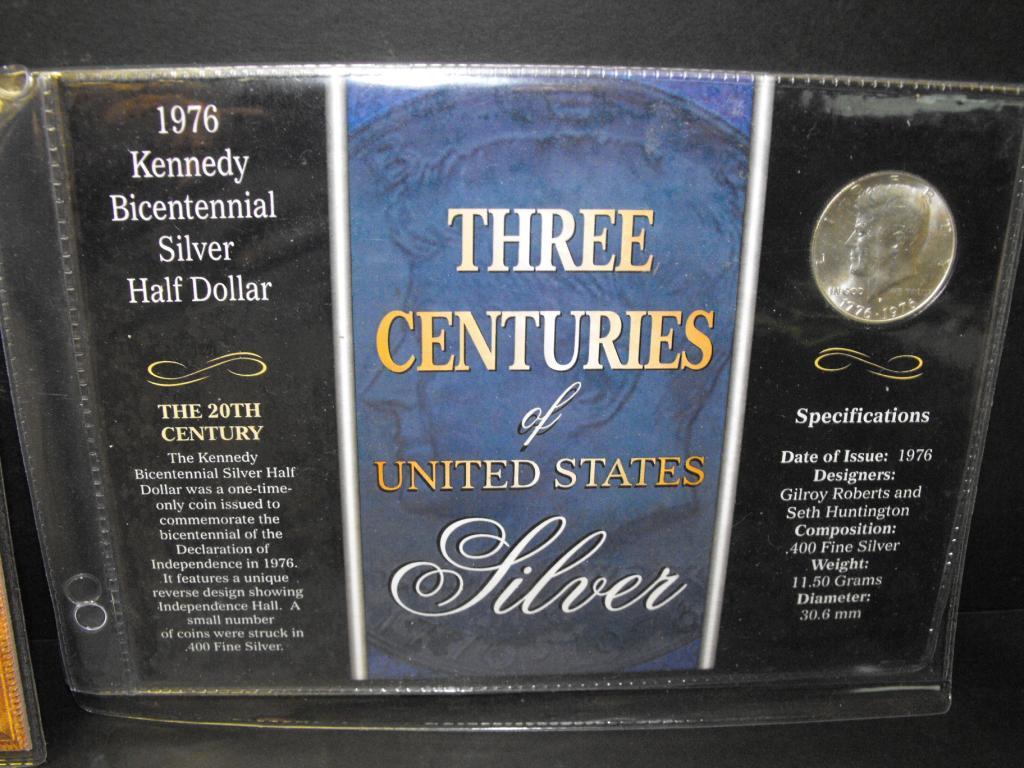 1976
Kennedy
Bicentennial
Silver
Half Dollar
THE 20TH
CENTURY
The Kennedy
Bicentennial Silver Half
Dollar was a one-time-
only coin issued to
commemorate the
bicentennial of the
Declaration of
Independence in 1976.
It features a unique
reverse design showing
Independence Hall. A
small number
of coins were struck in
.400 Fine Silver.
THREE
CENTURIES
of
UNITED STATES
Silver
1776-1976
Specifications
Date of Issue: 1976
Designers:
Gilroy Roberts and
Seth Huntington
Composition:
.400 Fine Silver
Weight:
11.50 Grams
Diameter:
30.6 mm